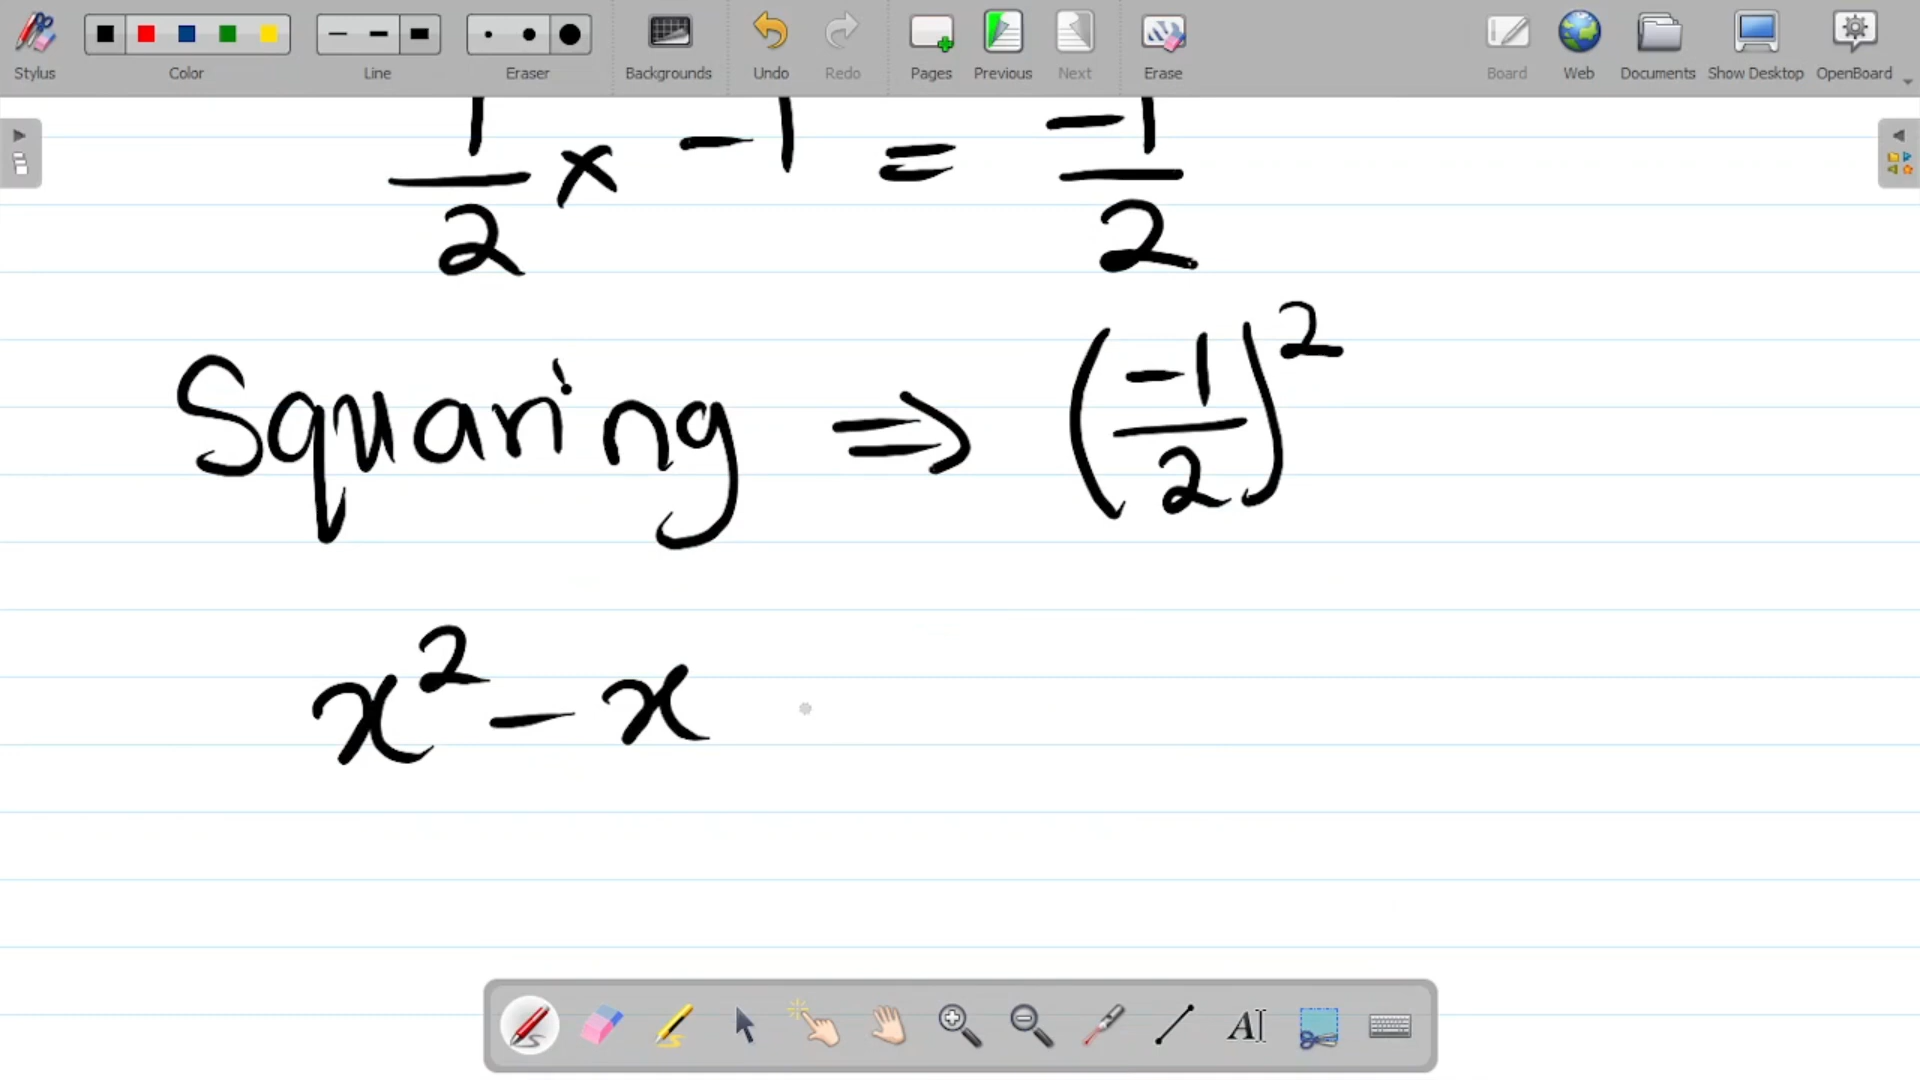 Stylus Color Line Eraser Backgrounds Undo Redo Pages Previous Next Erase Board Web Documents Show Desktop OpenBoard
1/2 × -1 = -1/2
Squaring ⇒ (-1/2)²
x² - x